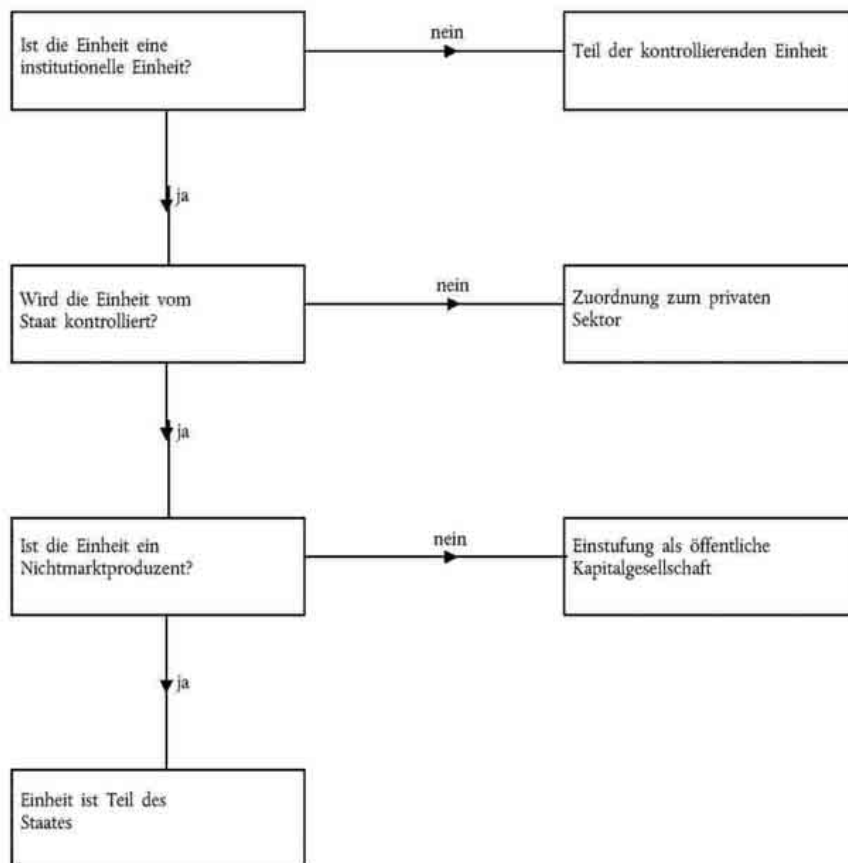 Ist die Einheit eine
institutionelle Einheit?
nein
Teil der kontrollierenden Einheit
ja
Wird die Einheit vom
Staat kontrolliert?
nein
Zuordnung zum privaten
Sektor
ja
Ist die Einheit ein
Nichtmarktproduzent?
nein
Einstufung als öffentliche
Kapitalgesellschaft
ja
Einheit ist Teil des
Staates